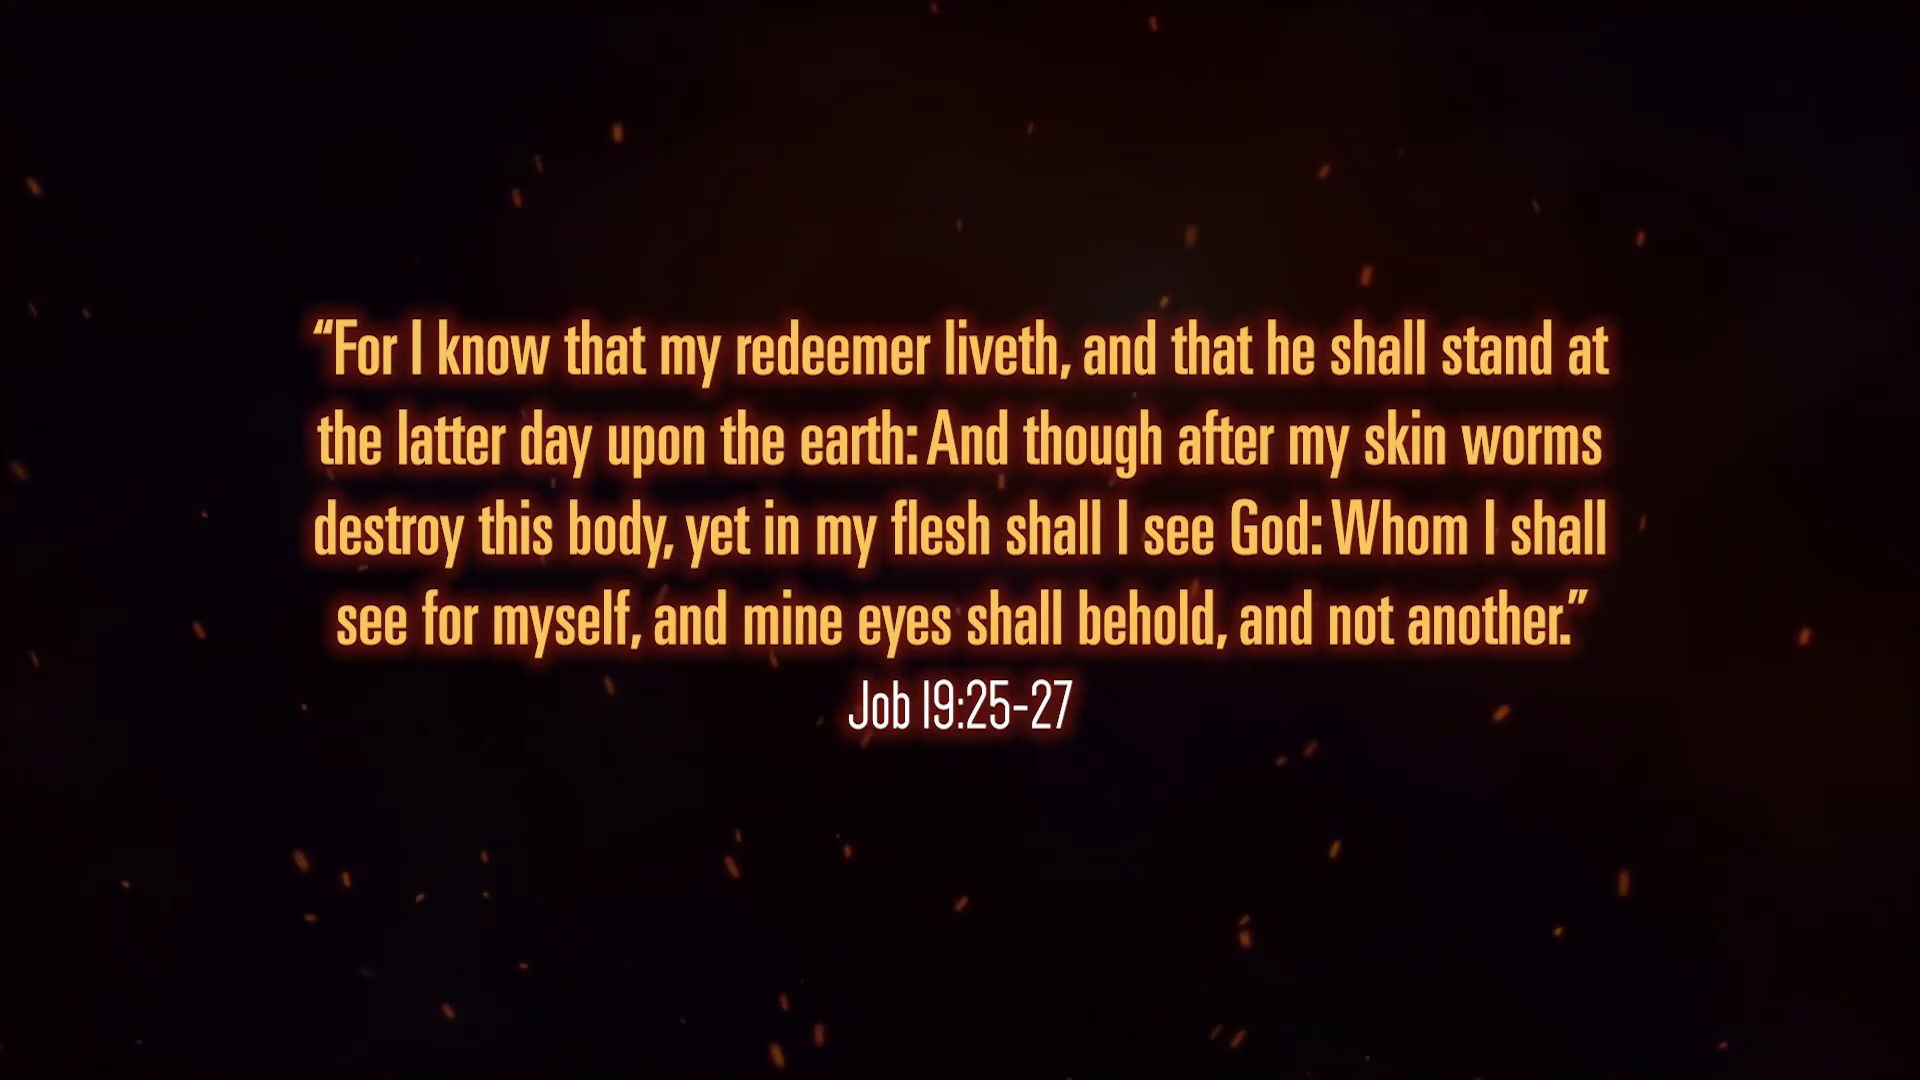 “For I know that my redeemer liveth, and that he shall stand at
the latter day upon the earth: And though after my skin worms
destroy this body, yet in my flesh shall I see God: Whom I shall
see for myself, and mine eyes shall behold, and not another.”
Job 19:25-27